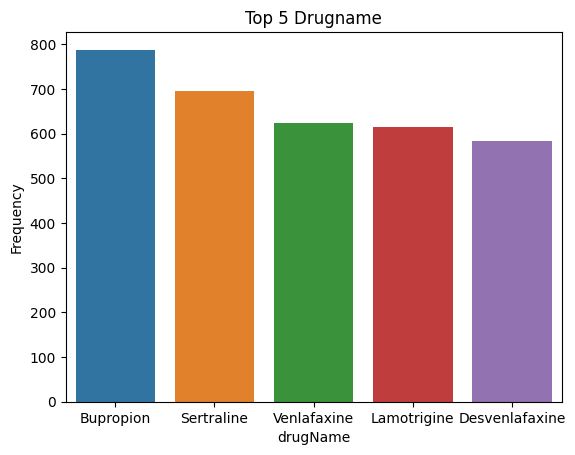 Top 5 Drugname
800
700
600
500
400
300
200
100
0
Frequency
Bupropion Sertraline Venlafaxine Lamotrigine Desvenlafaxine
drugName